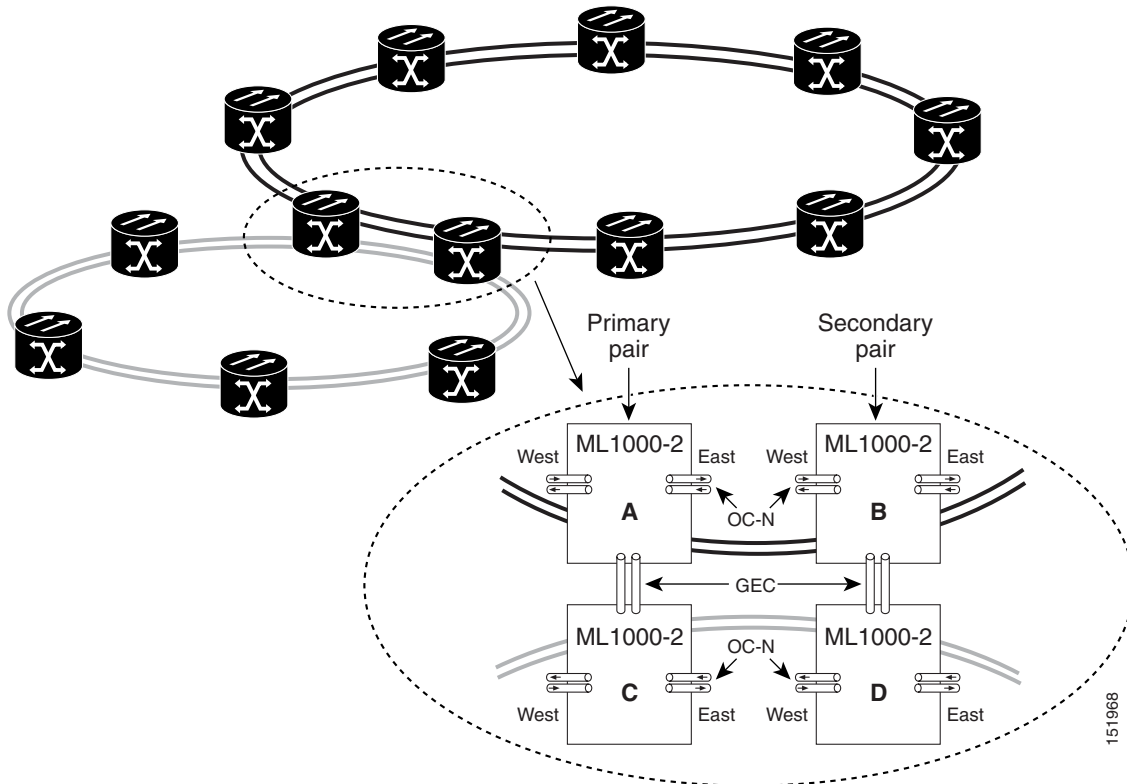 Primary
pair
Secondary
pair
ML1000-2
ML1000-2
West
East
West
East
OC-N
A
B
GEC
ML1000-2
ML1000-2
OC-N
C
D
West
East
West
East
151968